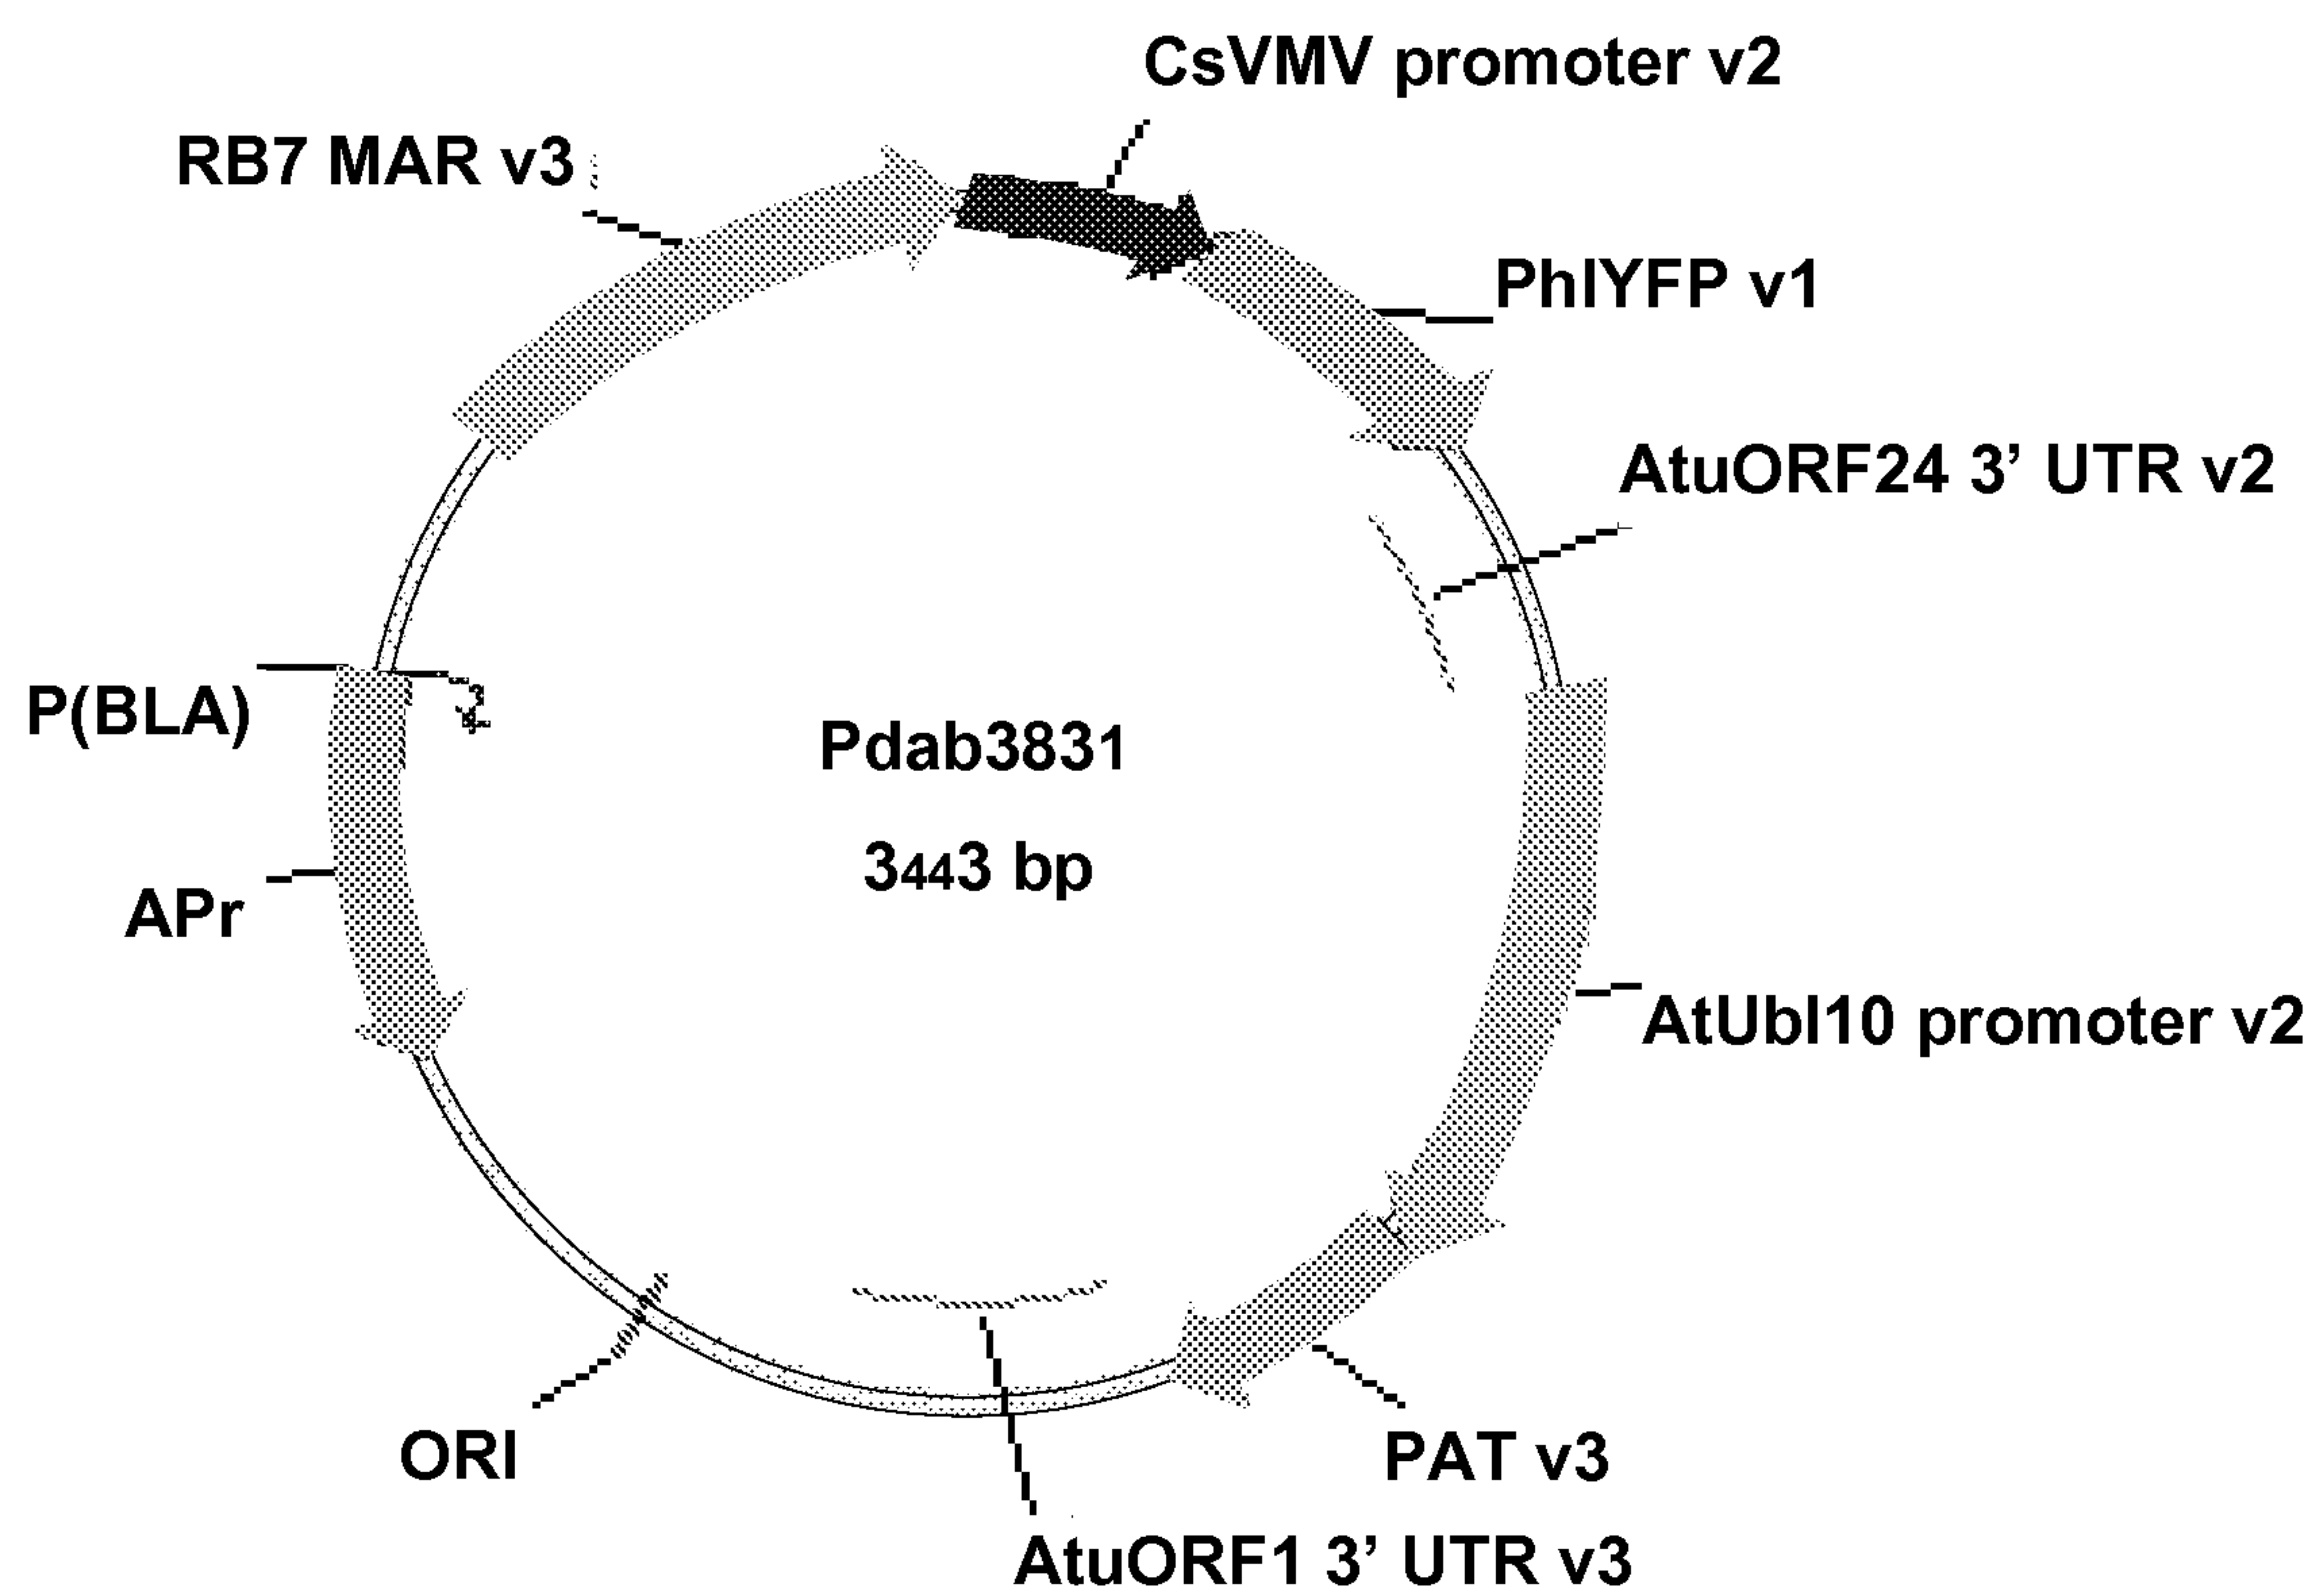 CsVMV promoter v2
RB7 MAR v3
PhIYFP v1
AtuORF24 3’ UTR v2
P(BLA)
Pdab3831
3443 bp
APr
AtUbI10 promoter v2
ORI
PAT v3
AtuORF1 3’ UTR v3